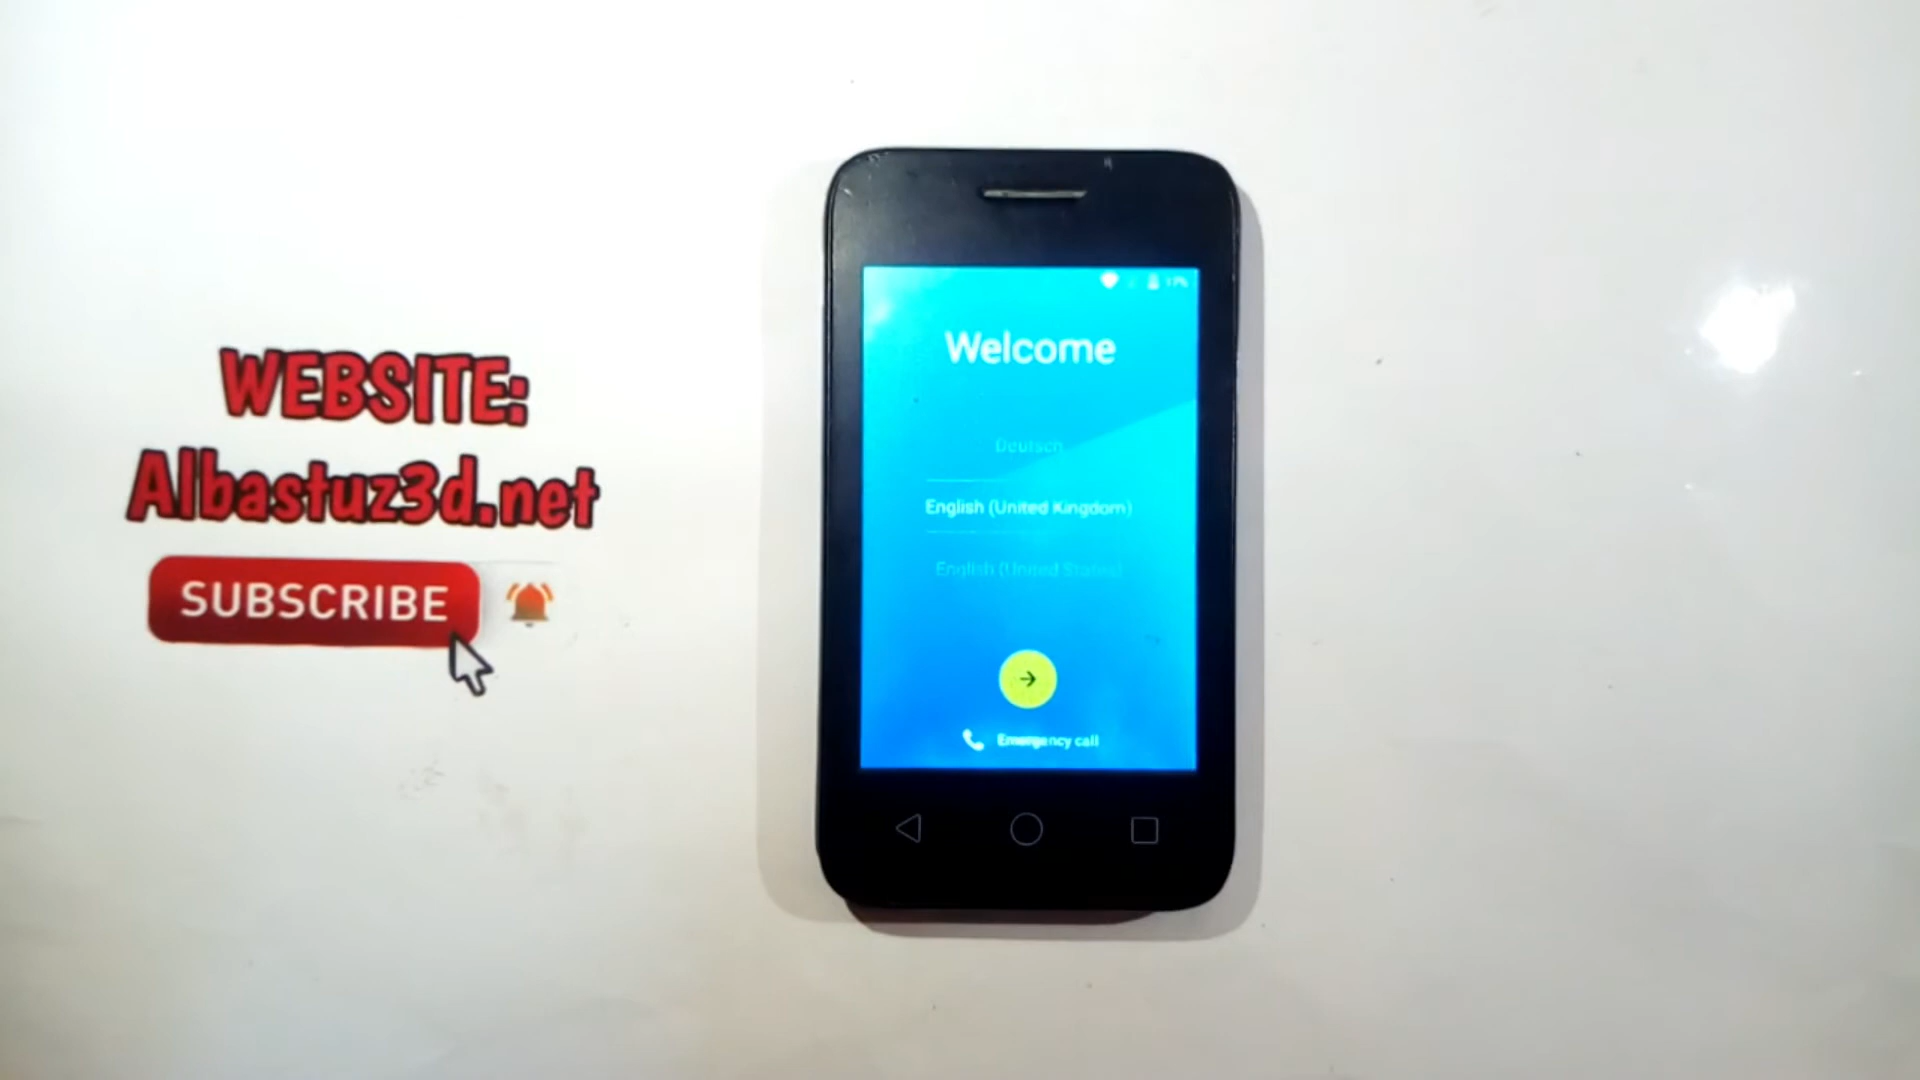 WEBSITE:
Albastuz3d.net
SUBSCRIBE
Welcome
Deutsch
English (United Kingdom)
English (United States)
Emergency call